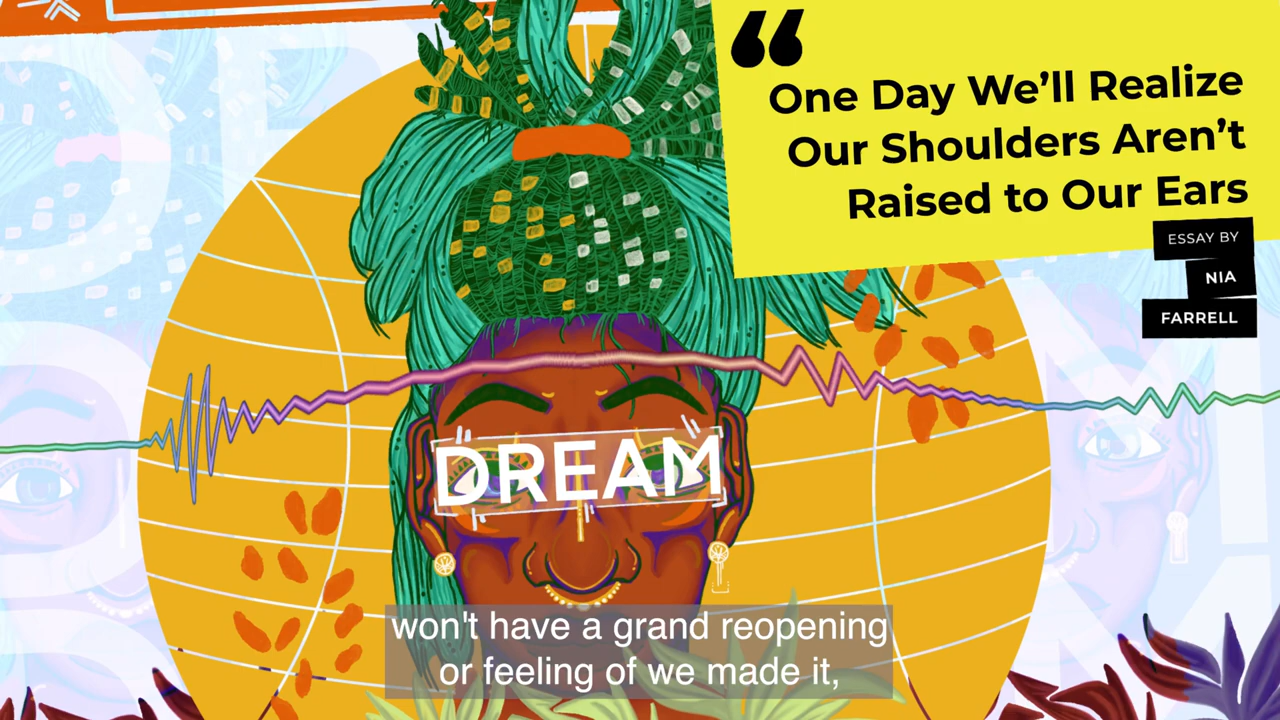 “
One Day We’ll Realize
Our Shoulders Aren’t
Raised to Our Ears
ESSAY BY
NIA
FARRELL
DREAM
won't have a grand reopening
or feeling of we made it,